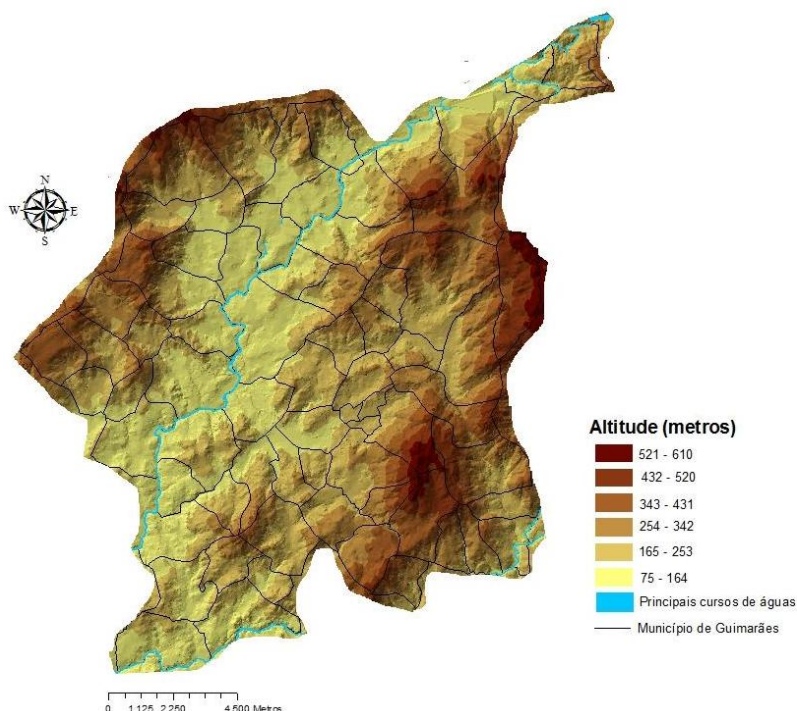 N
W E
S
Altitude (metros)
521 - 610
432 - 520
343 - 431
254 - 342
165 - 253
75 - 164
Principais cursos de águas
Município de Guimarães
0 1.125 2.250 4.500 Metros